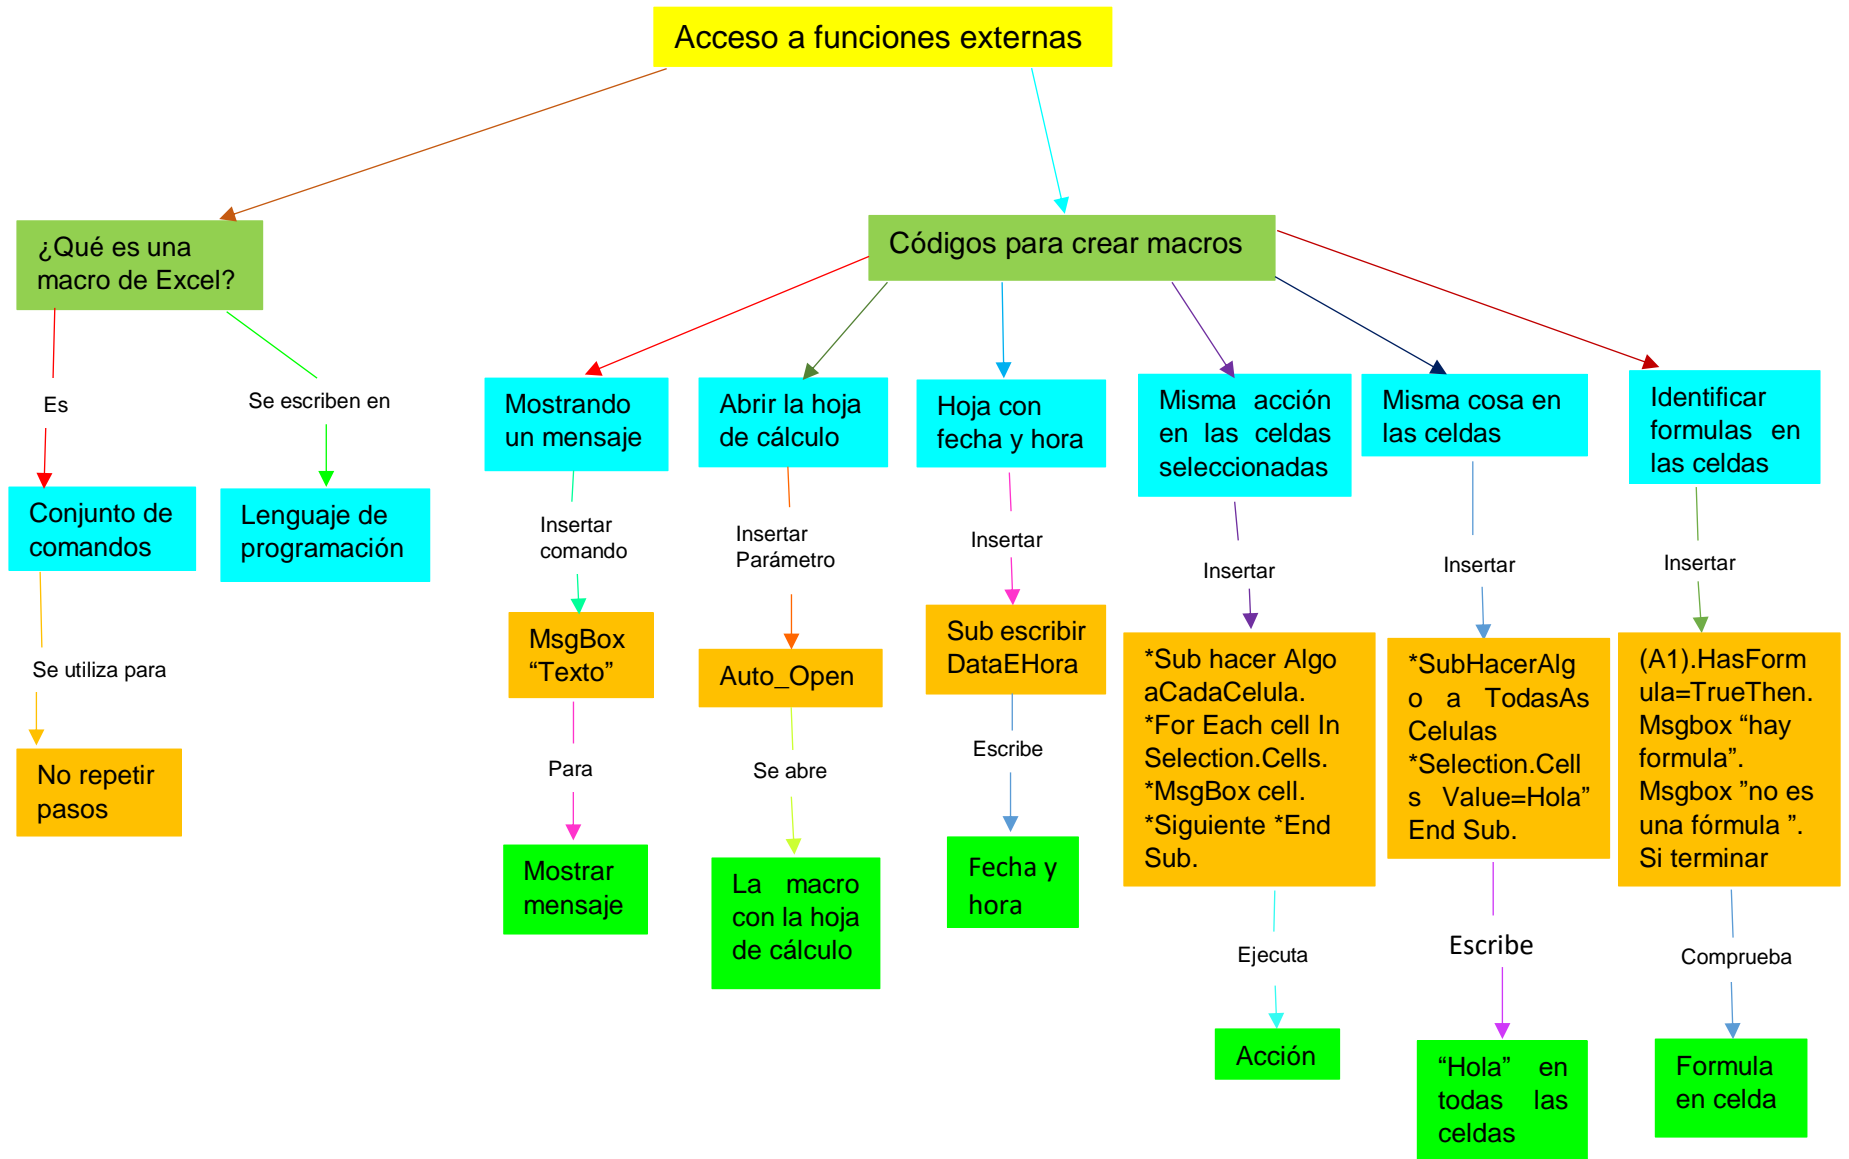 Acceso a funciones externas
¿Qué es una
macro de Excel?
Códigos para crear macros
Es
Se escriben en
Conjunto de
comandos
Lenguaje de
programación
Se utiliza para
No repetir
pasos
Mostrando
un mensaje
Insertar
comando
MsgBox
“Texto”
Para
Mostrar
mensaje
Abrir la hoja
de cálculo
Insertar
Parámetro
Auto_Open
Se abre
La macro
con la hoja
de cálculo
Hoja con
fecha y hora
Insertar
Sub escribir
DataEHora
Escribe
Fecha y
hora
Misma acción
en las celdas
seleccionadas
Insertar
*Sub hacer Algo
aCadaCelula.
*For Each cell In
Selection.Cells.
*MsgBox cell.
*Siguiente *End
Sub.
Ejecuta
Acción
Misma cosa en
las celdas
Insertar
*SubHacerAlg
o a TodasAs
Celulas
*Selection.Cell
s Value=Hola”
End Sub.
Escribe
“Hola” en
todas las
celdas
Identificar
formulas en
las celdas
Insertar
(A1).HasForm
ula=TrueThen.
Msgbox “hay
formula”.
Msgbox ”no es
una fórmula ”.
Si terminar
Comprueba
Formula
en celda